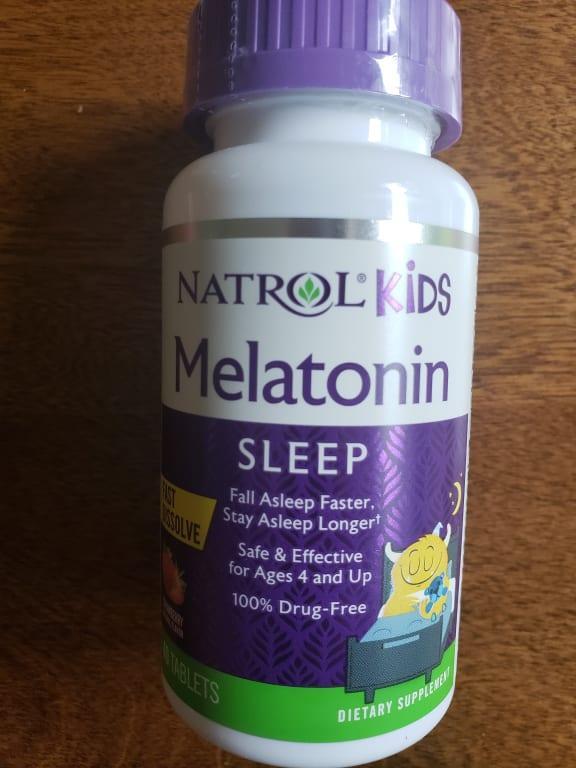 NATROL® KiDS
Melatonin
SLEEP
FAST
Fall Asleep Faster,
Stay Asleep Longer†
Safe & Effective
for Ages 4 and Up
100% Drug-Free
TABLETS
DIETARY SUPPLEMENT